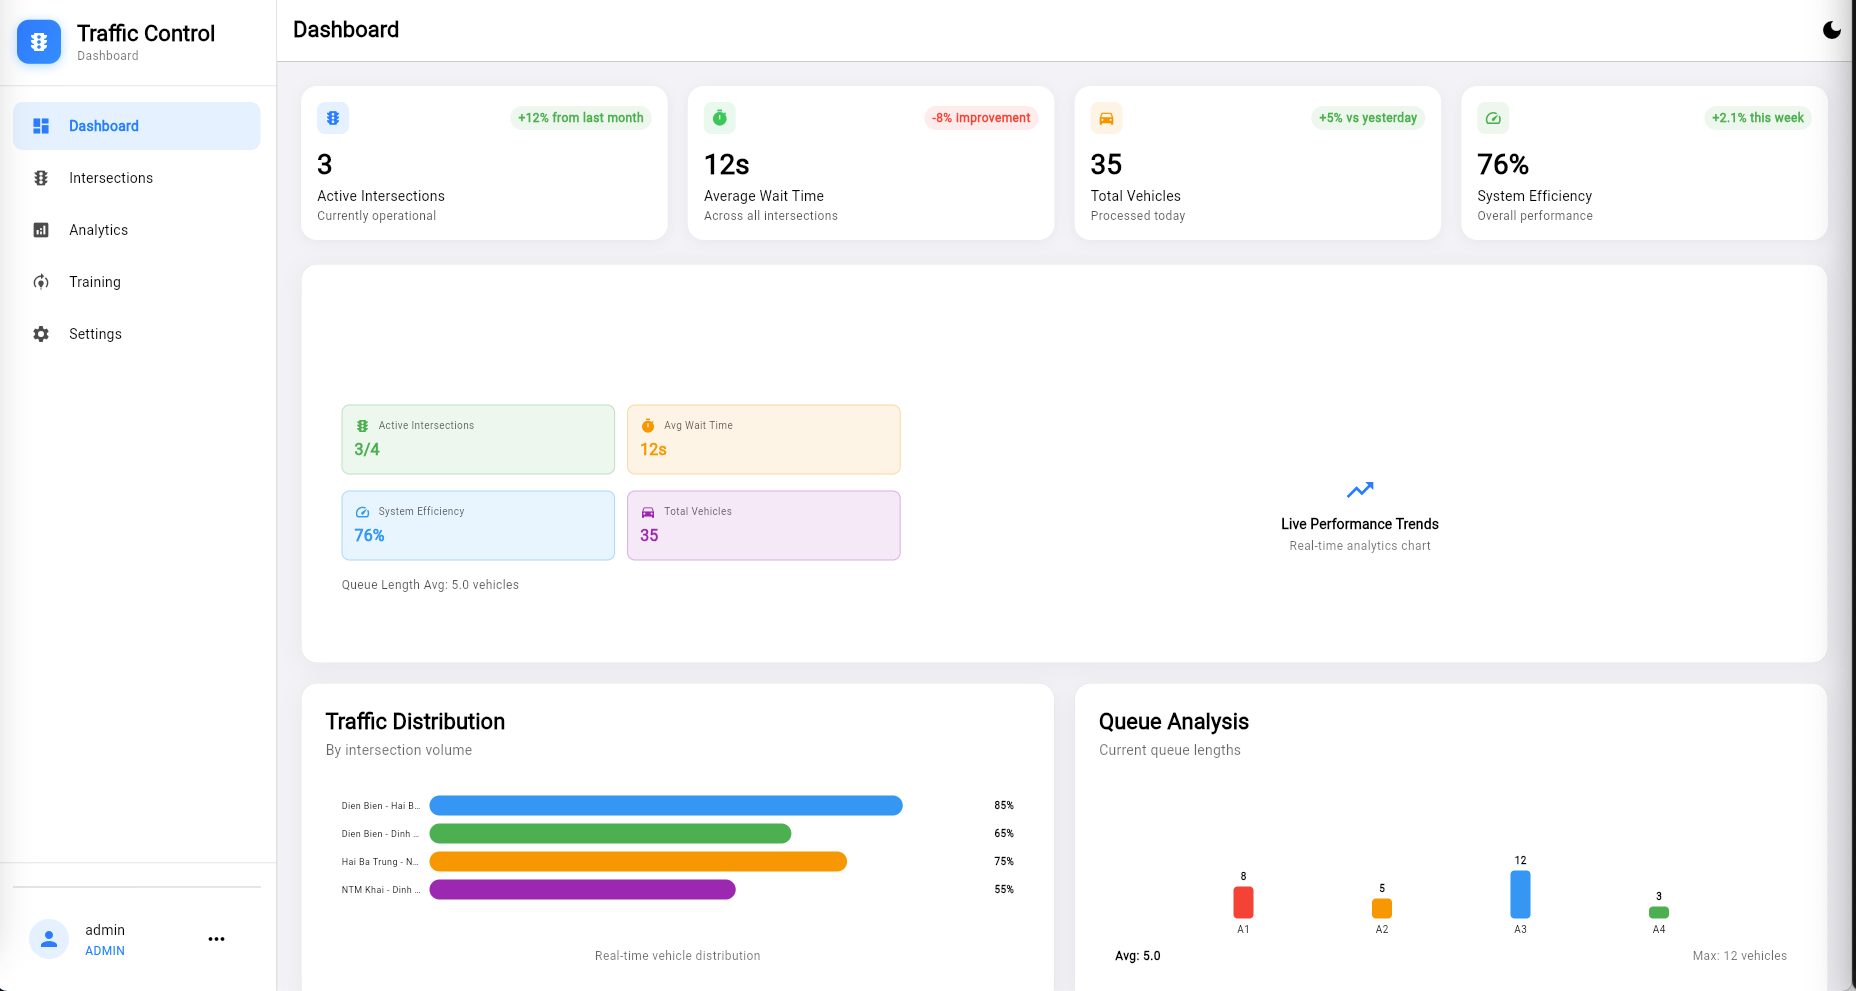 Traffic Control
Dashboard
Dashboard
Intersections
Analytics
Training
Settings
admin
ADMIN
Dashboard
+12% from last month
3
Active Intersections
Currently operational
-8% improvement
12s
Average Wait Time
Across all intersections
+5% vs yesterday
35
Total Vehicles
Processed today
+2.1% this week
76%
System Efficiency
Overall performance
Active Intersections
3/4
Avg Wait Time
12s
System Efficiency
76%
Total Vehicles
35
Queue Length Avg: 5.0 vehicles
Live Performance Trends
Real-time analytics chart
Traffic Distribution
By intersection volume
Dien Bien - Hai B... 85%
Dien Bien - Dinh ... 65%
Hai Ba Trung - N... 75%
NTM Khai - Dinh ... 55%
Real-time vehicle distribution
Queue Analysis
Current queue lengths
8 5 12 3
A1 A2 A3 A4
Avg: 5.0 Max: 12 vehicles